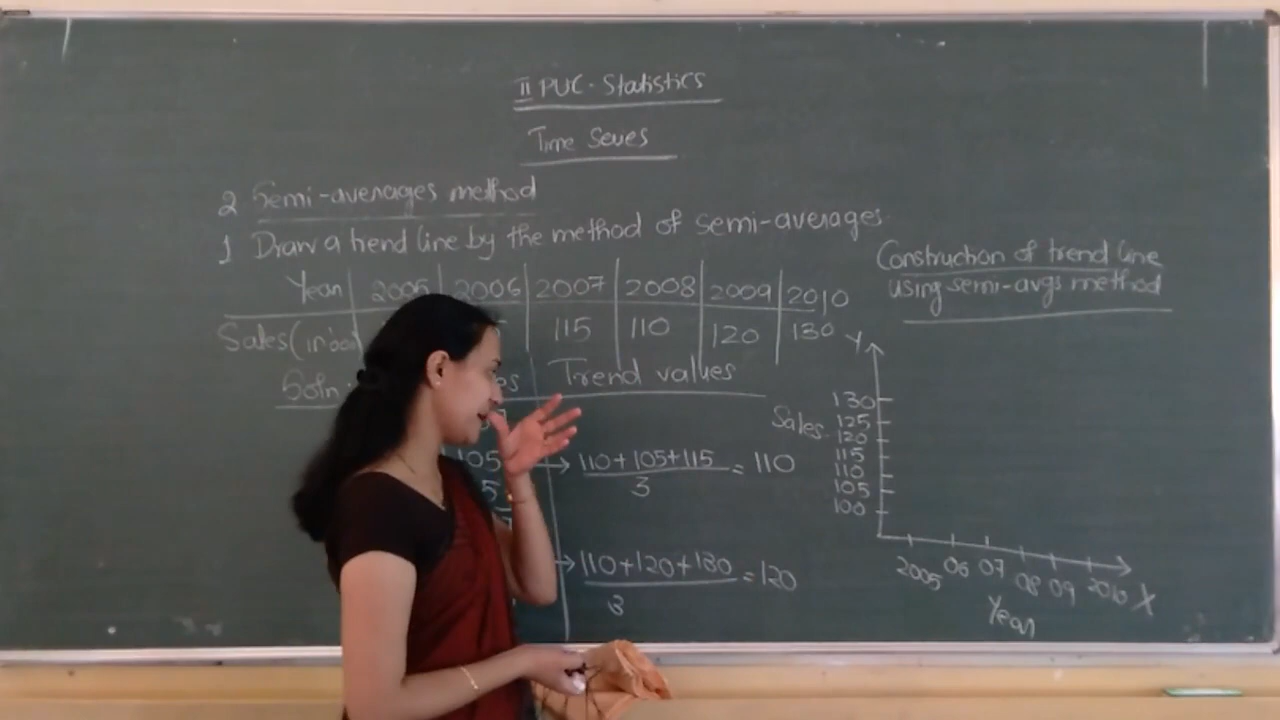 II PUC. Statistics
Time Series
2 Semi-averages method
1 Draw a trend line by the method of semi-averages.
Year 2005 2006 2007 2008 2009 2010
Sales 115 110 120 130
Soln Trend values
105 → 110+105+115 / 3 = 110
→ 110+120+130 / 3 = 120
Construction of trend line
using semi-avgs method
Y
Sales
130
125
120
115
110
105
100
2005 06 07 08 09 2010 X
Year